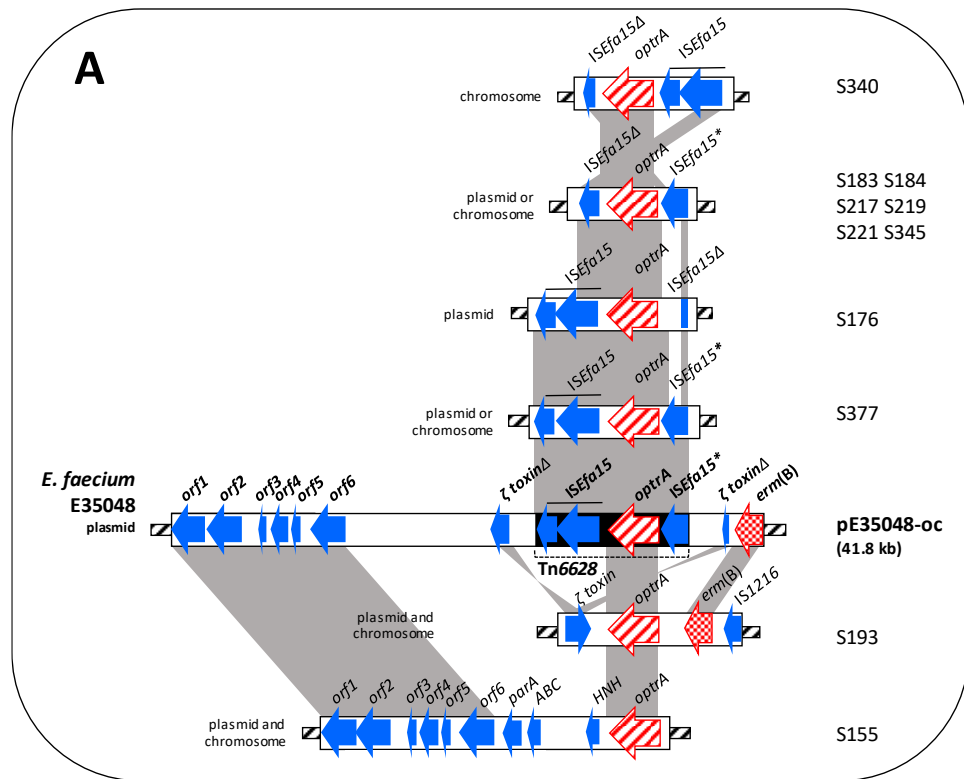 A
ISEfa15Δ optrA ISEfa15
chromosome
S340
ISEfa15Δ optrA ISEfa15*
plasmid or
chromosome
S183 S184
S217 S219
S221 S345
ISEfa15 optrA ISEfa15Δ
plasmid
S176
ISEfa15 optrA ISEfa15*
plasmid or
chromosome
S377
E. faecium
E35048
plasmid
orf1 orf2 orf3 orf4 orf5 orf6 ζ toxinΔ ISEfa15 optrA ISEfa15* ζ toxinΔ erm(B)
pE35048-oc
(41.8 kb)
Tn6628
ζ toxin optrA erm(B) IS1216
plasmid and
chromosome
S193
orf1 orf2 orf3 orf4 orf5 orf6 parA ABC HNH optrA
plasmid and
chromosome
S155